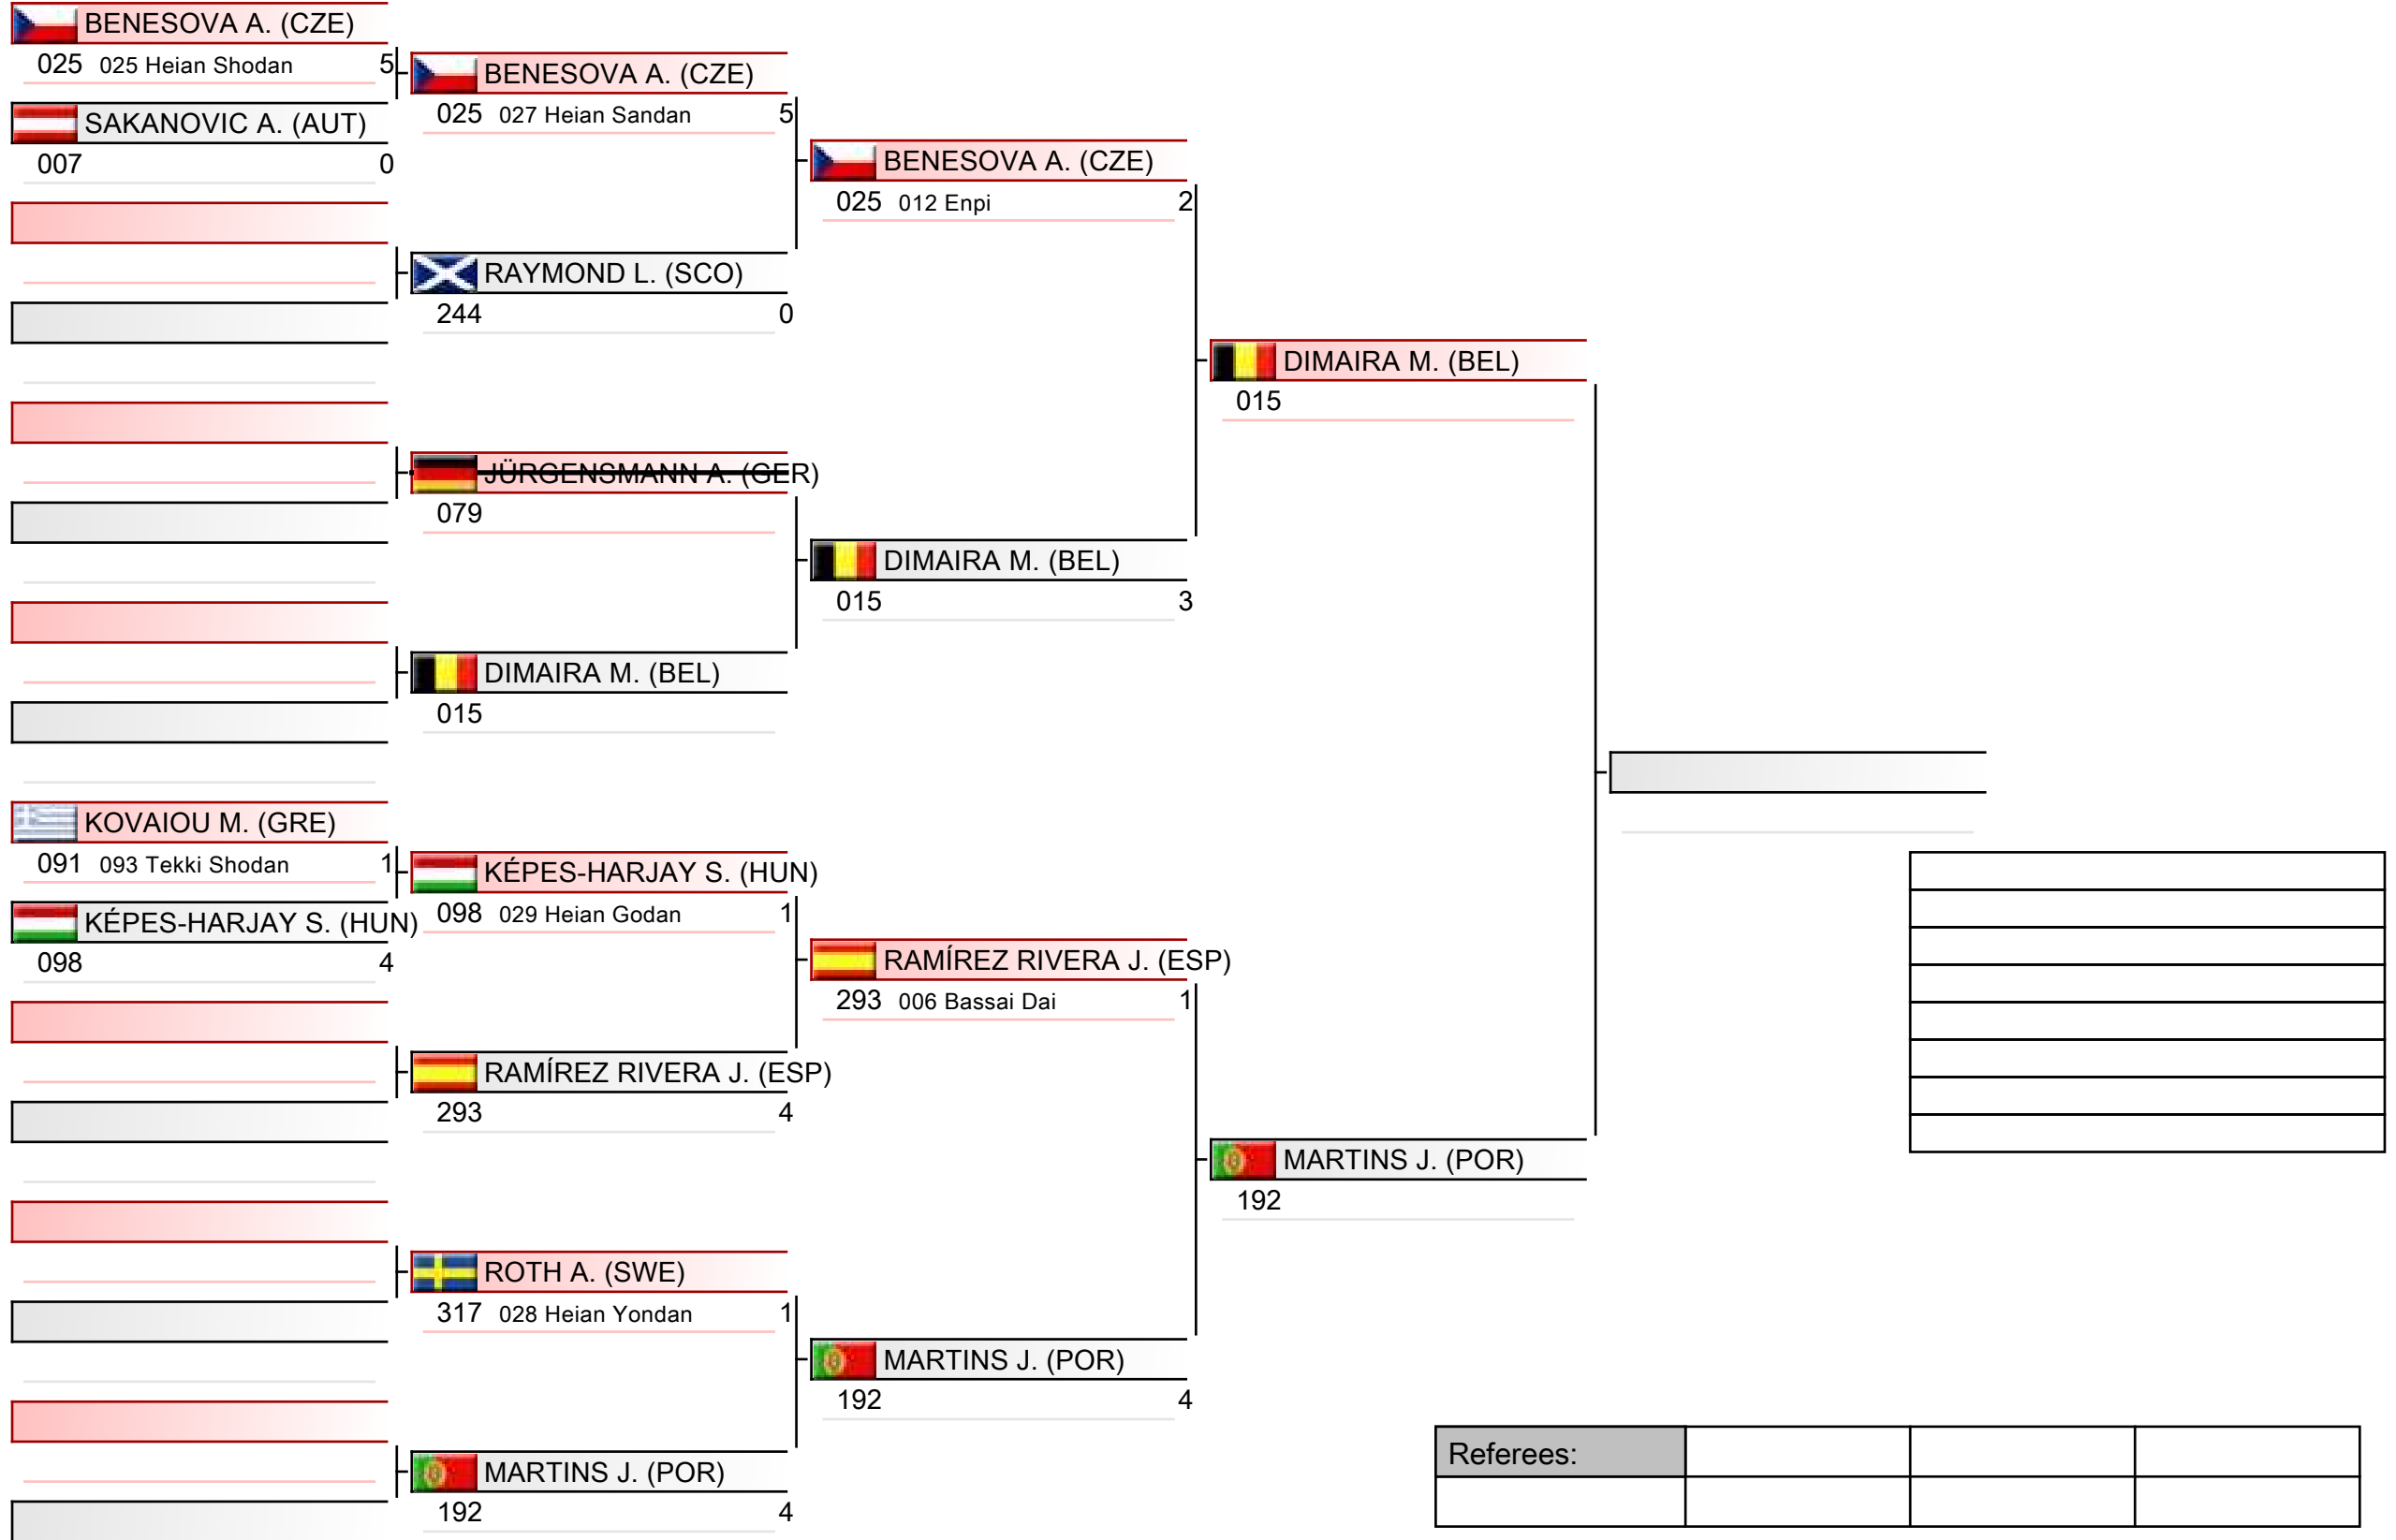 BENESOVA A. (CZE)
025 025 Heian Shodan 5
SAKANOVIC A. (AUT)
007 0
BENESOVA A. (CZE)
025 027 Heian Sandan 5
RAYMOND L. (SCO)
244 0
BENESOVA A. (CZE)
025 012 Enpi 2
JÜRGENSMANN A. (GER)
079
DIMAIRA M. (BEL)
015
DIMAIRA M. (BEL)
015 3
DIMAIRA M. (BEL)
015
KOVAIOU M. (GRE)
091 093 Tekki Shodan 1
KÉPES-HARJAY S. (HUN)
098 4
KÉPES-HARJAY S. (HUN)
098 029 Heian Godan 1
RAMÍREZ RIVERA J. (ESP)
293 4
RAMÍREZ RIVERA J. (ESP)
293 006 Bassai Dai 1
ROTH A. (SWE)
317 028 Heian Yondan 1
MARTINS J. (POR)
192 4
MARTINS J. (POR)
192 4
MARTINS J. (POR)
192
Referees: